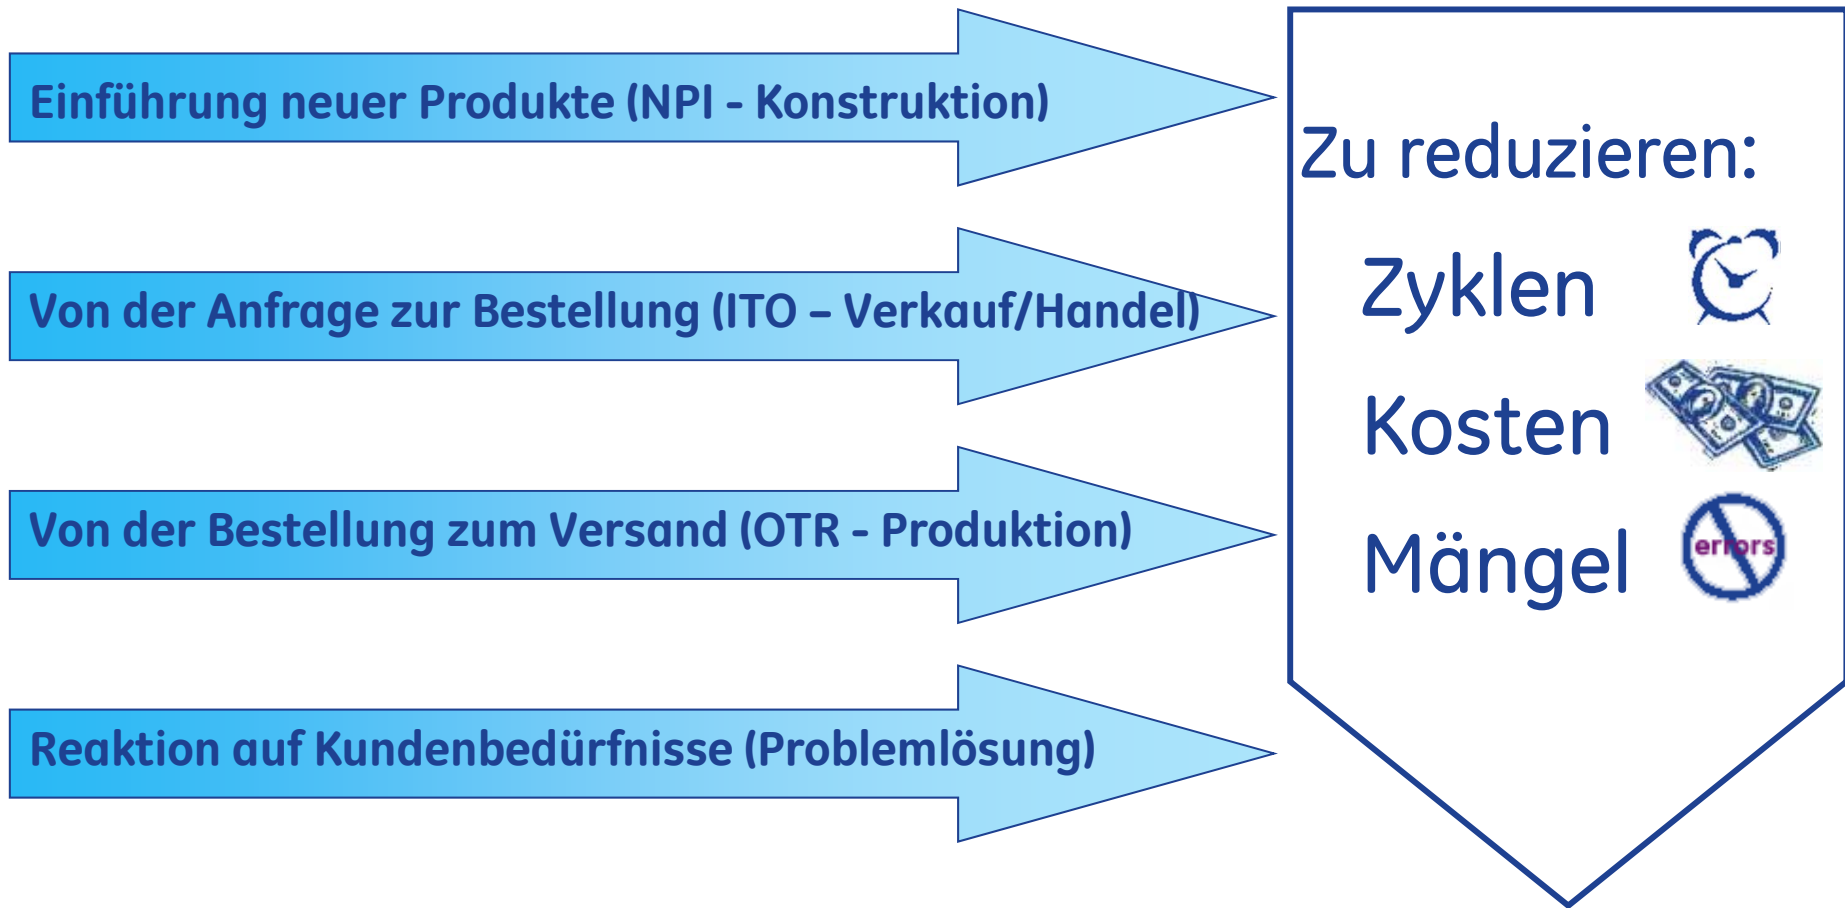 Einführung neuer Produkte (NPI - Konstruktion)
Von der Anfrage zur Bestellung (ITO – Verkauf/Handel)
Von der Bestellung zum Versand (OTR - Produktion)
Reaktion auf Kundenbedürfnisse (Problemlösung)
Zu reduzieren:
Zyklen
Kosten
Mängel
errors